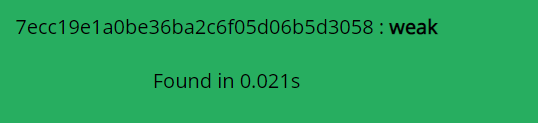 7ecc19e1a0be36ba2c6f05d06b5d3058 : weak
Found in 0.021s